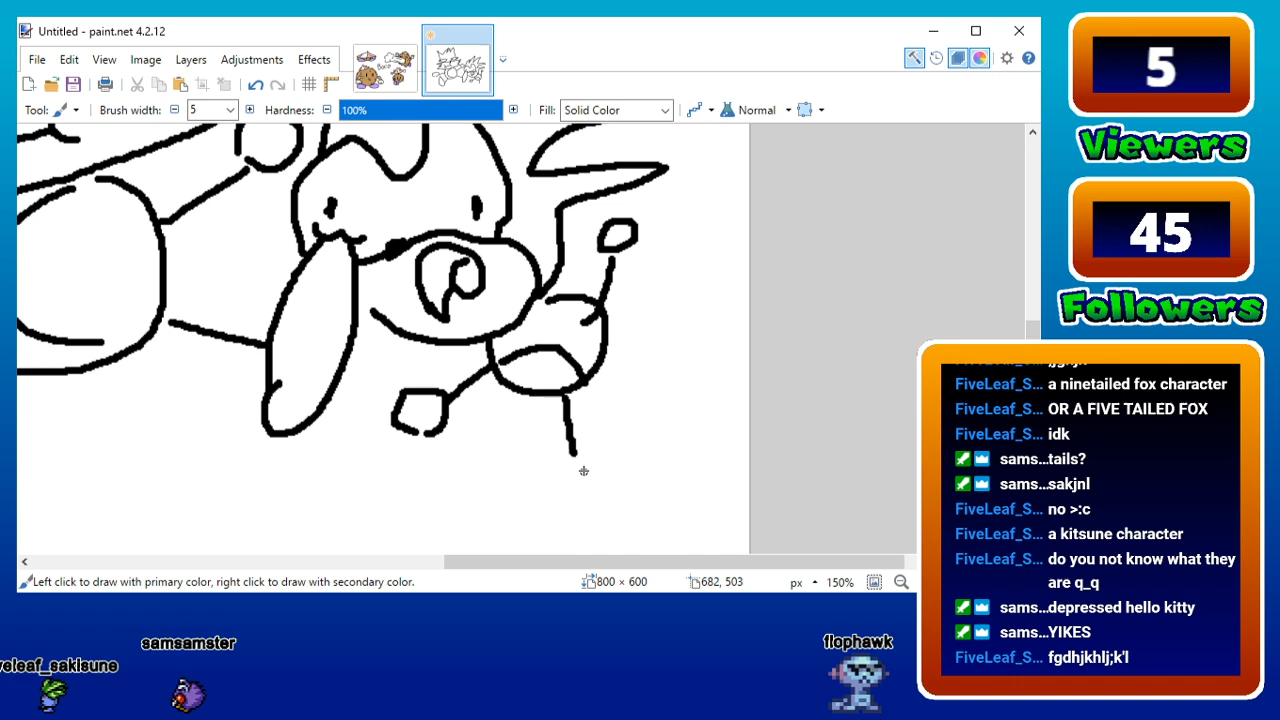 Untitled - paint.net 4.2.12
File Edit View Image Layers Adjustments Effects
Tool: Brush width: 5 Hardness: 100% Fill: Solid Color Normal
Left click to draw with primary color, right click to draw with secondary color. 800 × 600 682, 503 px 150%
5
Viewers
45
Followers
FiveLeaf_S... a ninetailed fox character
FiveLeaf_S... OR A FIVE TAILED FOX
FiveLeaf_S... idk
sams...tails?
sams...sakjnl
FiveLeaf_S... no >:c
FiveLeaf_S... a kitsune character
FiveLeaf_S... do you not know what they
are q_q
sams...depressed hello kitty
sams...YIKES
FiveLeaf_S... fgdhjkhlj;k'l
samsamster
flophawk
veleaf_sakisune